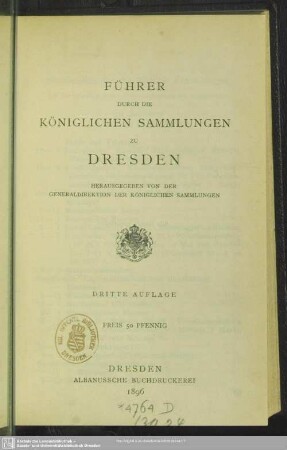 FÜHRER
DURCH DIE
KÖNIGLICHEN SAMMLUNGEN
ZU
DRESDEN
HERAUSGEGEBEN VON DER
GENERALDIREKTION DER KÖNIGLICHEN SAMMLUNGEN
DRITTE AUFLAGE
PREIS 50 PFENNIG
DRESDEN
ALBANUSSCHE BUCHDRUCKEREI
1896
*4764 D